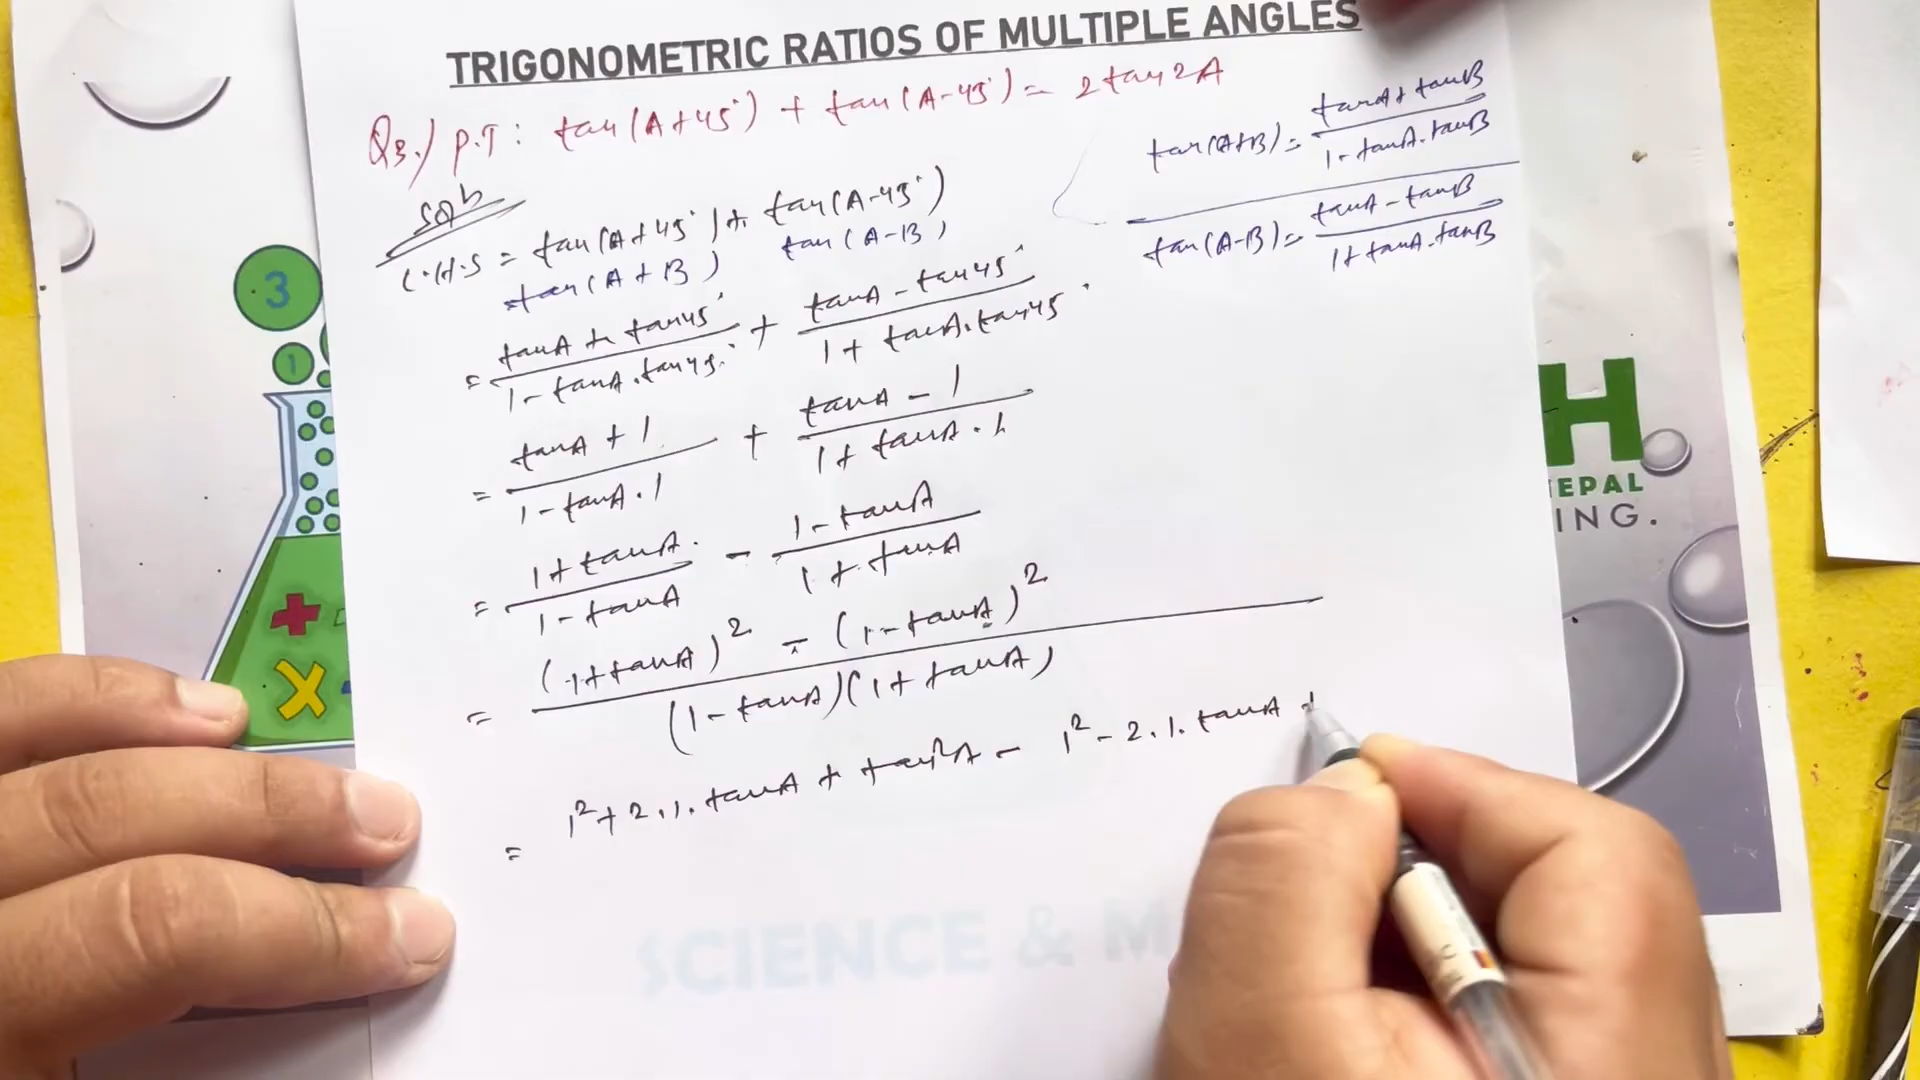 TRIGONOMETRIC RATIOS OF MULTIPLE ANGLES
Q3.) P.T: tan(A+45°) + tan(A-45°) = 2tan2A
tan(A+B) = tanA + tanB / 1 - tanA.tanB
tan(A-B) = tanA - tanB / 1 + tanA.tanB
Soln
L.H.S = tan(A+45°) + tan(A-45°)
tan(A+B) tan(A-B)
= tanA + tan45° / 1 - tanA.tan45° + tanA - tan45° / 1 + tanA.tan45°
= tanA + 1 / 1 - tanA.1 + tanA - 1 / 1 + tanA.1
= 1 + tanA / 1 - tanA - 1 - tanA / 1 + tanA
= (1+tanA)² - (1-tanA)² / (1-tanA)(1+tanA)
= 1² + 2.1.tanA + tan²A - 1² - 2.1.tanA +
3
1
H
EPAL
ING.
SCIENCE & M